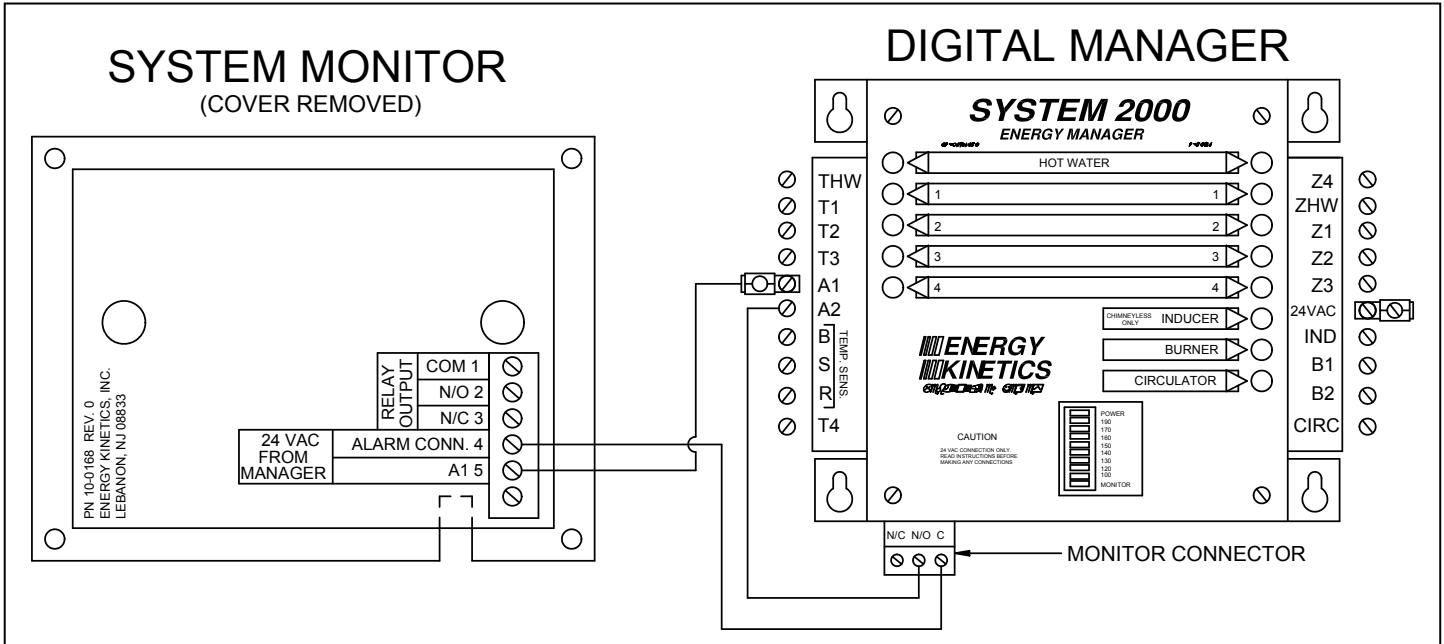 SYSTEM MONITOR
(COVER REMOVED)
RELAY
OUTPUT
COM 1
N/O 2
N/C 3
24 VAC
FROM
MANAGER
ALARM CONN. 4
A1 5
PN 10-0168 REV. 0
ENERGY KINETICS, INC.
LEBANON, NJ 08833
DIGITAL MANAGER
SYSTEM 2000
ENERGY MANAGER
HOT WATER
1 1
2 2
3 3
4 4
CHIMNEYLESS
ONLY
INDUCER
BURNER
CIRCULATOR
ENERGY
KINETICS
THW
T1
T2
T3
A1
A2
B
S
R
TEMP. SENS.
T4
Z4
ZHW
Z1
Z2
Z3
24VAC
IND
B1
B2
CIRC
CAUTION
24 VAC CONNECTION ONLY.
READ INSTRUCTIONS BEFORE
MAKING ANY CONNECTIONS
POWER
190
170
160
150
140
130
120
100
MONITOR
N/C N/O C
MONITOR CONNECTOR